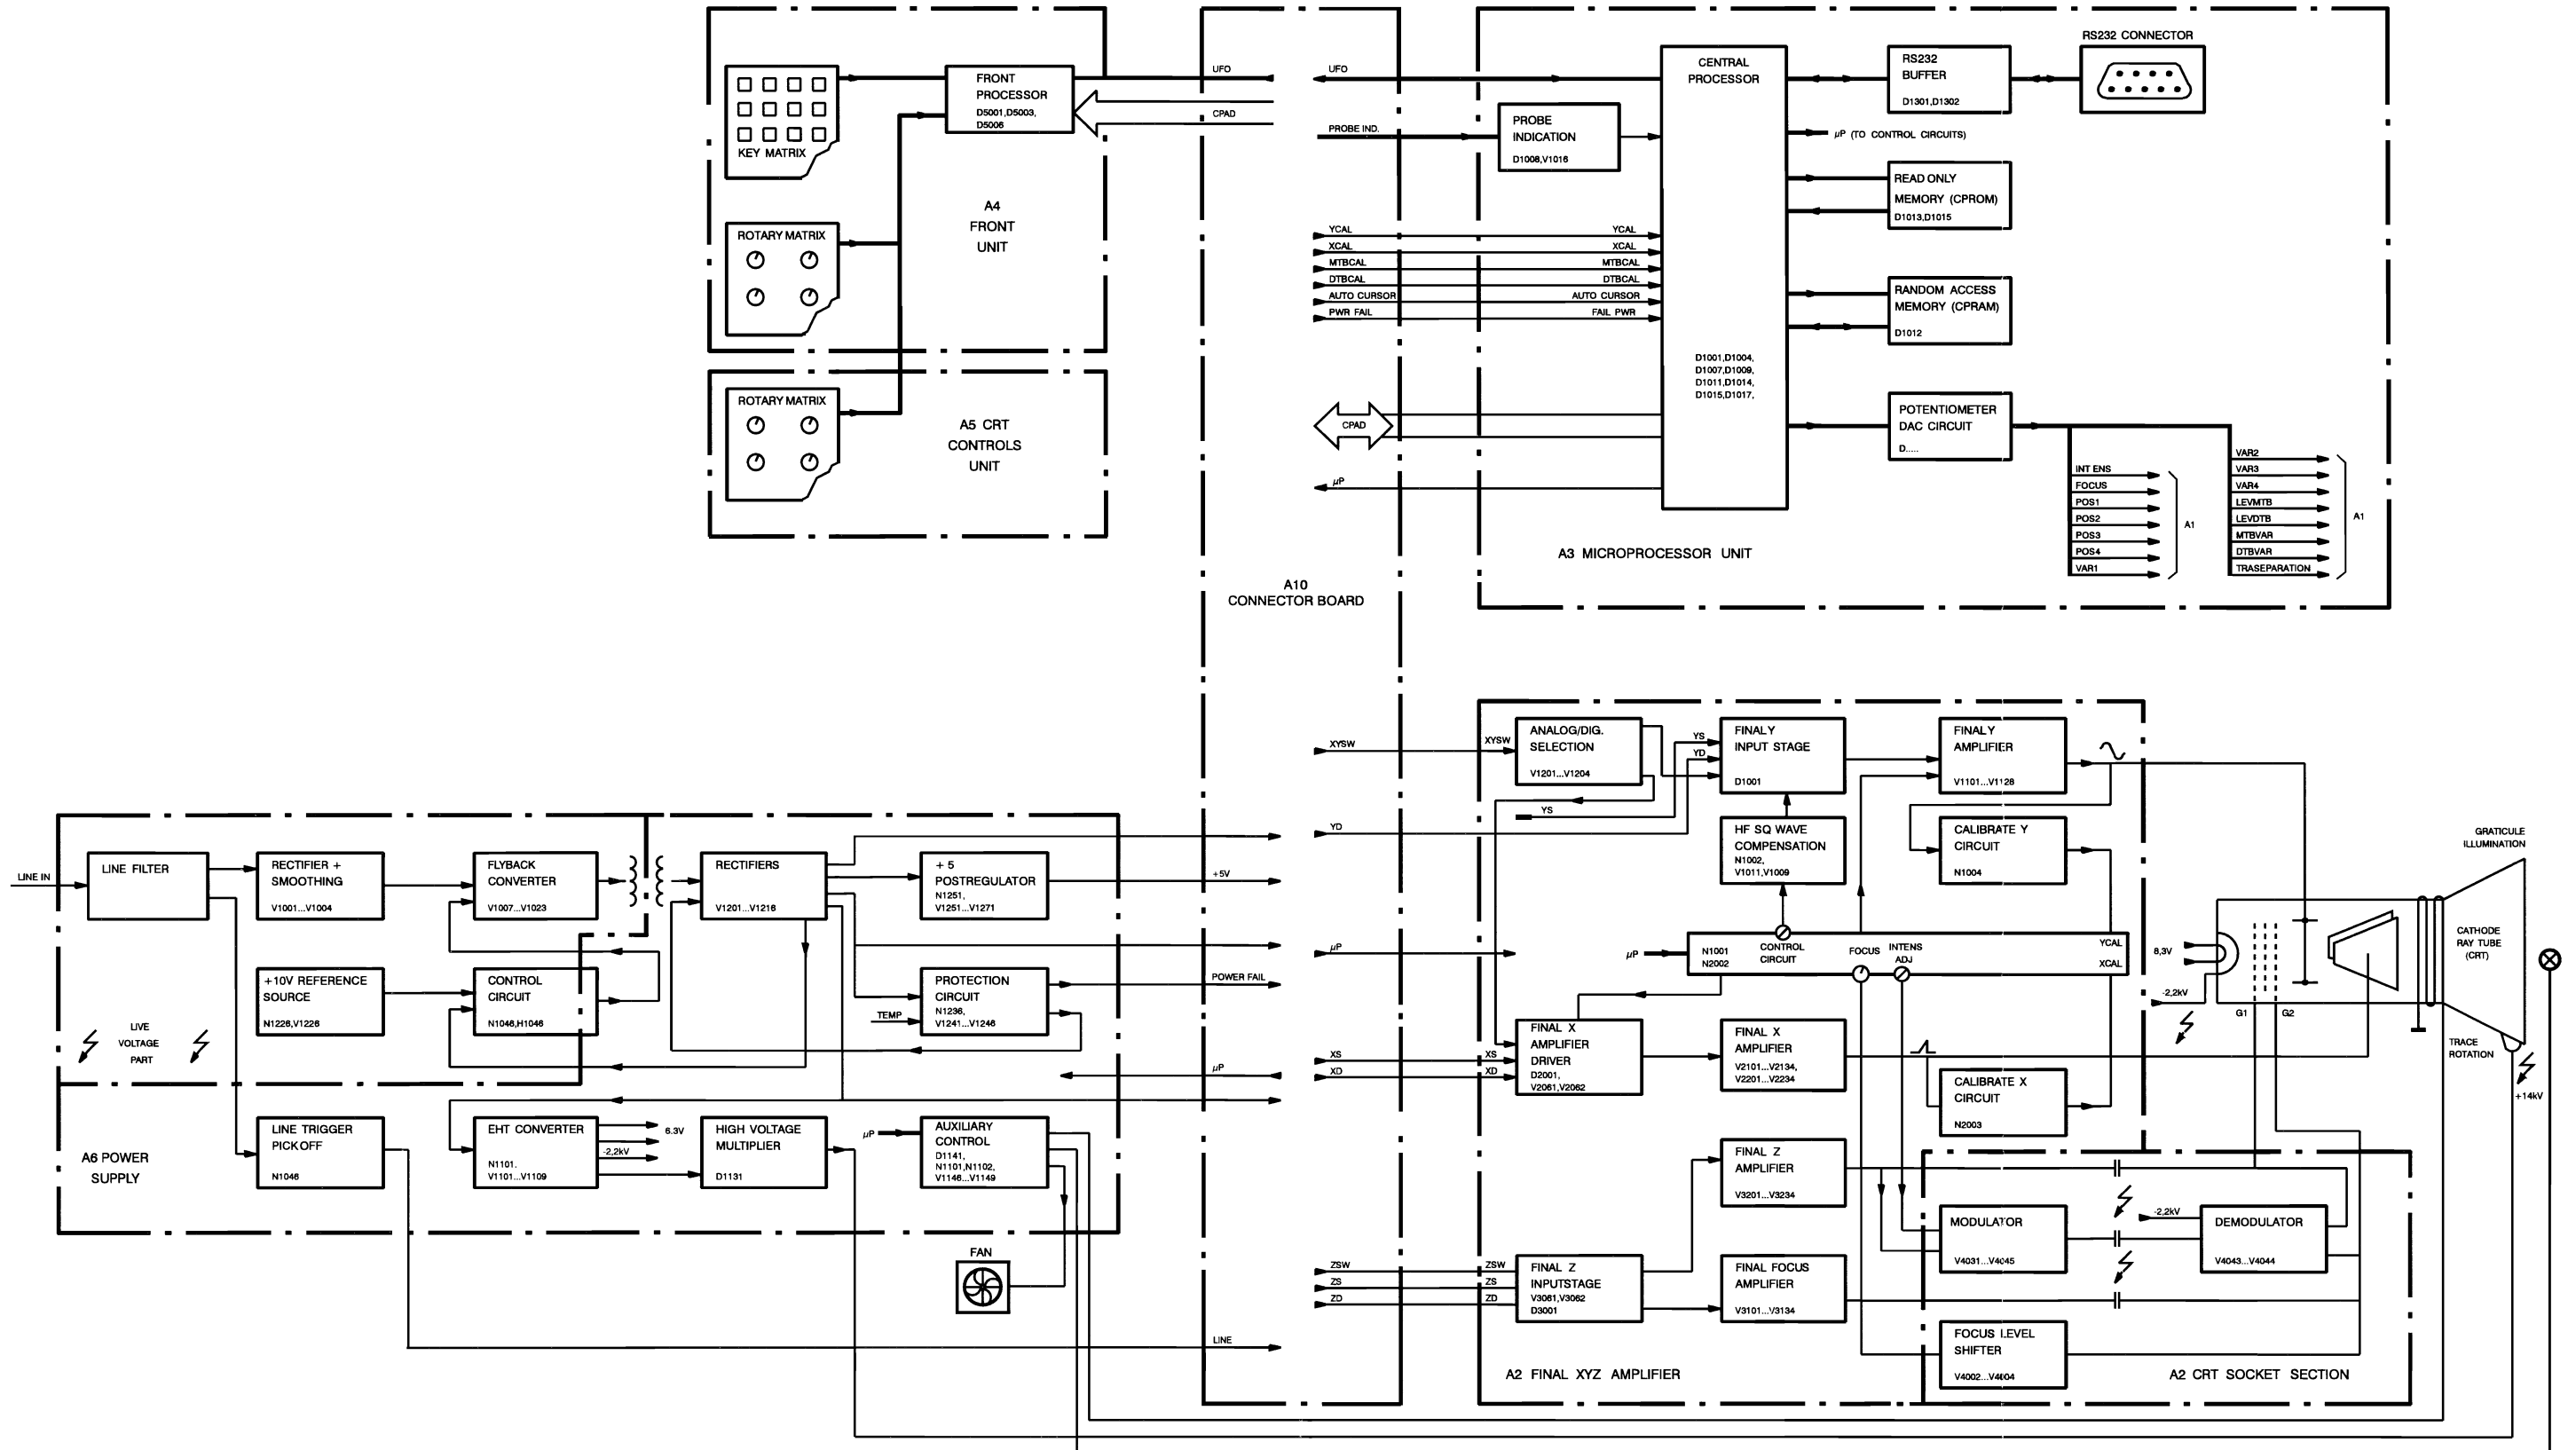 KEY MATRIX
FRONT
PROCESSOR
D5001,D5003,
D5006
ROTARY MATRIX
A4
FRONT
UNIT
ROTARY MATRIX
A5 CRT
CONTROLS
UNIT
UFO
CPAD
UFO
PROBE IND.
YCAL
XCAL
MTBCAL
DTBCAL
AUTO CURSOR
PWR FAIL
CPAD
µP
A10
CONNECTOR BOARD
PROBE
INDICATION
D1008,V1016
YCAL
XCAL
MTBCAL
DTBCAL
AUTO CURSOR
FAIL PWR
CENTRAL
PROCESSOR
D1001,D1004,
D1007,D1009,
D1011,D1014,
D1015,D1017,
RS232
BUFFER
D1301,D1302
RS232 CONNECTOR
µP (TO CONTROL CIRCUITS)
READ ONLY
MEMORY (CPROM)
D1013,D1015
RANDOM ACCESS
MEMORY (CPRAM)
D1012
POTENTIOMETER
DAC CIRCUIT
D.....
INT ENS
FOCUS
POS1
POS2
POS3
POS4
VAR1
A1
VAR2
VAR3
VAR4
LEVMTB
LEVDTB
MTBVAR
DTBVAR
TRASEPARATION
A1
A3 MICROPROCESSOR UNIT
LINE IN
LINE FILTER
RECTIFIER +
SMOOTHING
V1001...V1004
FLYBACK
CONVERTER
V1007...V1023
RECTIFIERS
V1201...V1216
+ 5
POSTREGULATOR
N1251,
V1251...V1271
+10V REFERENCE
SOURCE
N1226,V1226
CONTROL
CIRCUIT
N1046,H1046
PROTECTION
CIRCUIT
N1236,
V1241...V1246
TEMP
LIVE
VOLTAGE
PART
LINE TRIGGER
PICK OFF
N1046
EHT CONVERTER
N1101.
V1101...V1109
6.3V
-2,2kV
HIGH VOLTAGE
MULTIPLIER
D1131
µP
AUXILIARY
CONTROL
D1141,
N1101,N1102,
V1146...V1149
A6 POWER
SUPPLY
FAN
+5V
POWER FAIL
µP
LINE
XYSW
YD
µP
XS
XD
ZSW
ZS
ZD
XYSW
ANALOG/DIG.
SELECTION
V1201...V1204
YS
YS
YD
FINAL Y
INPUT STAGE
D1001
FINAL Y
AMPLIFIER
V1101...V1128
HF SQ WAVE
COMPENSATION
N1002,
V1011,V1009
CALIBRATE Y
CIRCUIT
N1004
µP
N1001
N2002
CONTROL
CIRCUIT
FOCUS
INTENS
ADJ
YCAL
XCAL
XS
XD
FINAL X
AMPLIFIER
DRIVER
D2001,
V2061,V2062
FINAL X
AMPLIFIER
V2101...V2134,
V2201...V2234
CALIBRATE X
CIRCUIT
N2003
FINAL Z
AMPLIFIER
V3201...V3234
ZSW
ZS
ZD
FINAL Z
INPUTSTAGE
V3061,V3062
D3001
FINAL FOCUS
AMPLIFIER
V3101...V3134
MODULATOR
V4031...V4045
-2,2kV
DEMODULATOR
V4043...V4044
FOCUS LEVEL
SHIFTER
V4002...V4004
A2 FINAL XYZ AMPLIFIER
A2 CRT SOCKET SECTION
GRATICULE
ILLUMINATION
CATHODE
RAY TUBE
(CRT)
6,3V
-2,2kV
G1
G2
TRACE
ROTATION
+14kV